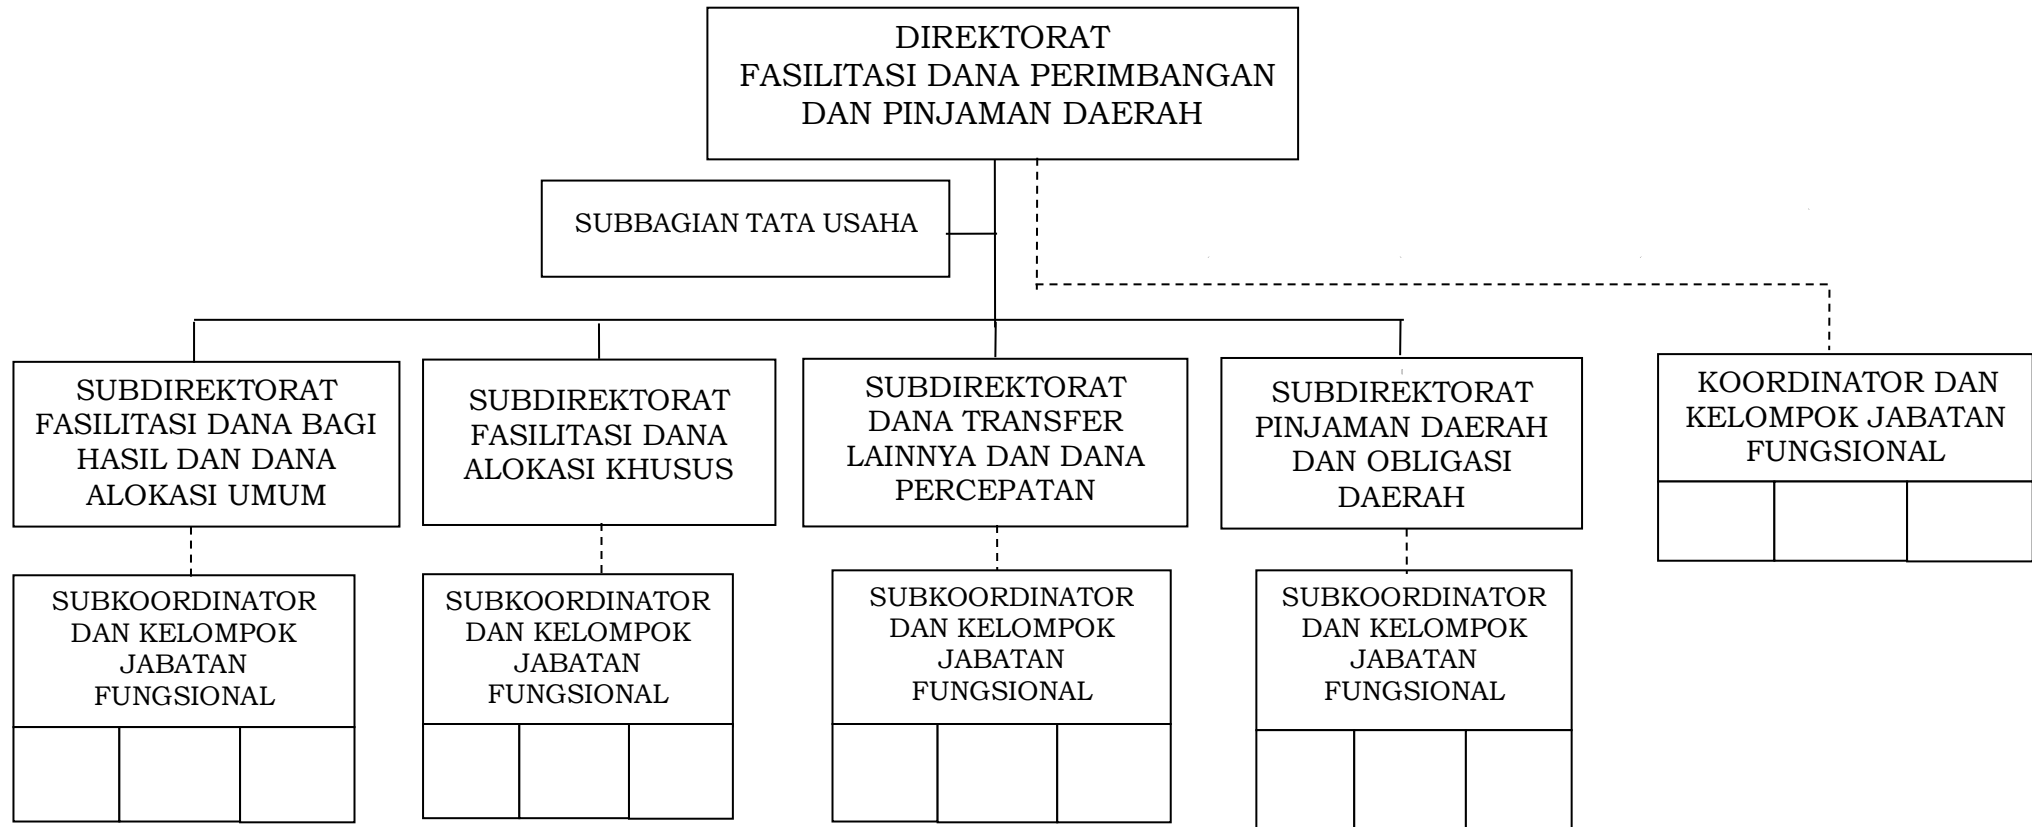 DIREKTORAT
FASILITASI DANA PERIMBANGAN
DAN PINJAMAN DAERAH
SUBBAGIAN TATA USAHA
SUBDIREKTORAT
FASILITASI DANA BAGI
HASIL DAN DANA
ALOKASI UMUM
SUBDIREKTORAT
FASILITASI DANA
ALOKASI KHUSUS
SUBDIREKTORAT
DANA TRANSFER
LAINNYA DAN DANA
PERCEPATAN
SUBDIREKTORAT
PINJAMAN DAERAH
DAN OBLIGASI
DAERAH
KOORDINATOR DAN
KELOMPOK JABATAN
FUNGSIONAL
SUBKOORDINATOR
DAN KELOMPOK
JABATAN
FUNGSIONAL
SUBKOORDINATOR
DAN KELOMPOK
JABATAN
FUNGSIONAL
SUBKOORDINATOR
DAN KELOMPOK
JABATAN
FUNGSIONAL
SUBKOORDINATOR
DAN KELOMPOK
JABATAN
FUNGSIONAL